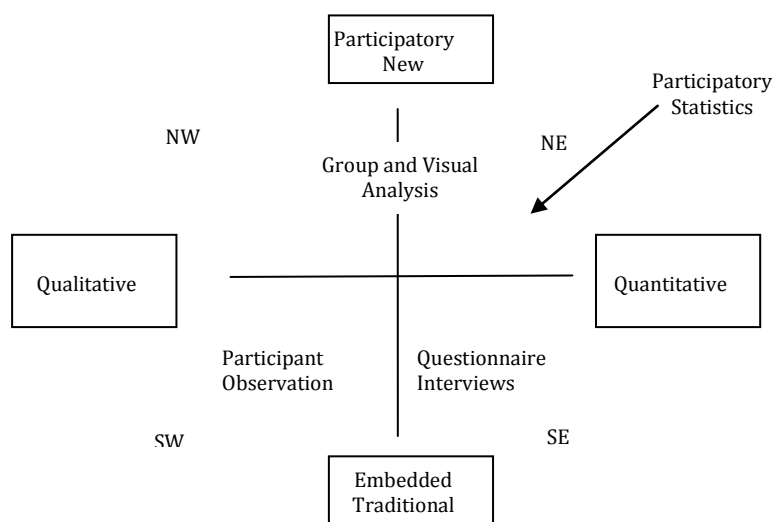 Participatory
New
Participatory
Statistics
NW
NE
Group and Visual
Analysis
Qualitative
Quantitative
Participant
Observation
Questionnaire
Interviews
SW
SE
Embedded
Traditional